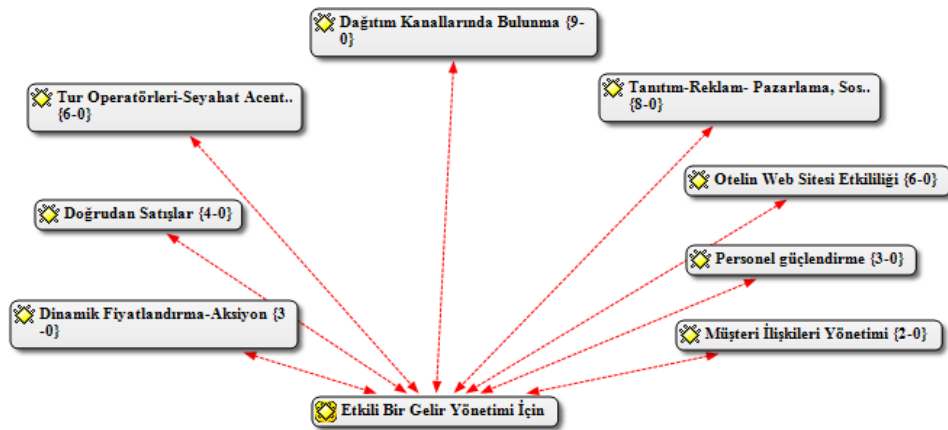 Dağıtım Kanallarında Bulunma {9-
0}
Tur Operatörleri-Seyahat Acent..
{6-0}
Tanıtım-Reklam- Pazarlama, Sos..
{8-0}
Otelin Web Sitesi Etkililiği {6-0}
Doğrudan Satışlar {4-0}
Personel güçlendirme {3-0}
Dinamik Fiyatlandırma-Aksiyon {3
-0}
Müşteri İlişkileri Yönetimi {2-0}
Etkili Bir Gelir Yönetimi İçin